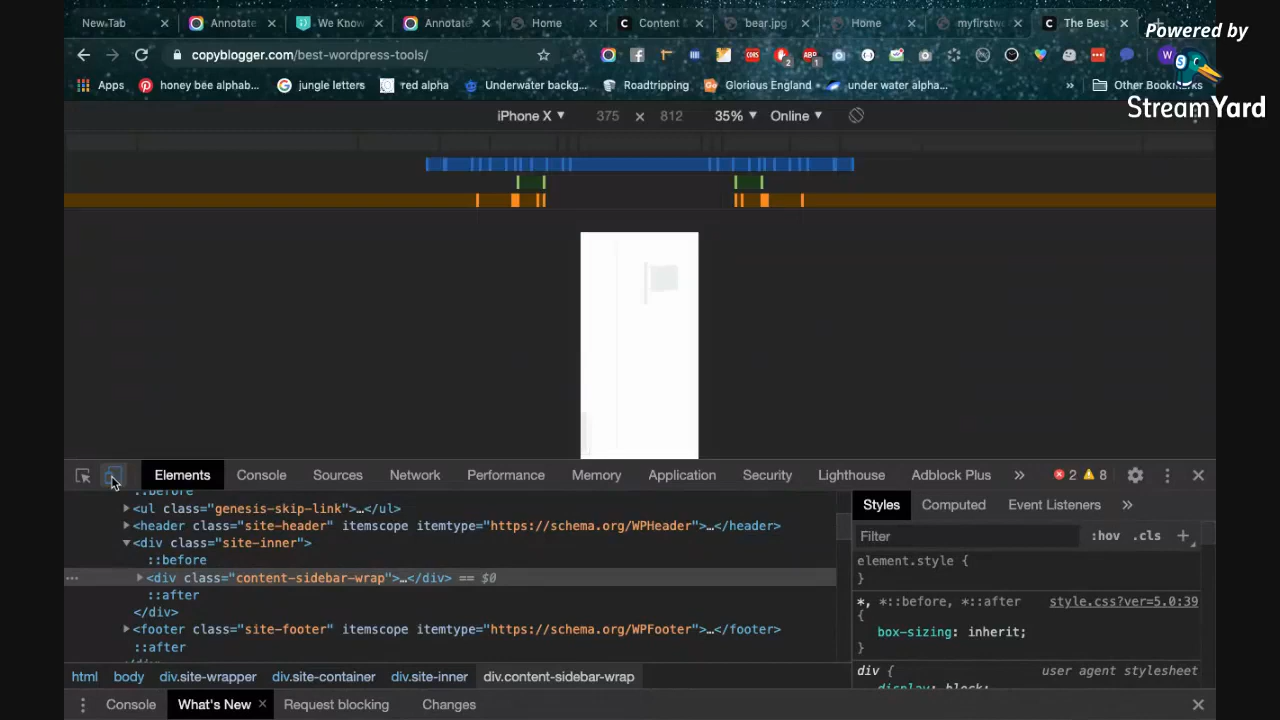 New Tab
Annotate
We Know
Annotate
Home
Content
bear.jpg
Home
myfirstw
The Best
Powered by
copyblogger.com/best-wordpress-tools/
StreamYard
Apps
honey bee alphab...
jungle letters
red alpha
Underwater backg...
Roadtripping
Glorious England
under water alpha...
»
Other Bookmarks
iPhone X ▼ 375 × 812 35% ▼ Online ▼
Elements
Console
Sources
Network
Performance
Memory
Application
Security
Lighthouse
Adblock Plus
»
2
8
::before
<ul class="genesis-skip-link">…</ul>
<header class="site-header" itemscope itemtype="https://schema.org/WPHeader">…</header>
<div class="site-inner">
::before
<div class="content-sidebar-wrap">…</div> == $0
::after
</div>
<footer class="site-footer" itemscope itemtype="https://schema.org/WPFooter">…</footer>
::after
Styles
Computed
Event Listeners
»
Filter
:hov .cls +
element.style {
}
*, *::before, *::after
style.css?ver=5.0:39
{
box-sizing: inherit;
}
div {
user agent stylesheet
display: block;
html body div.site-wrapper div.site-container div.site-inner div.content-sidebar-wrap
Console
What's New ×
Request blocking
Changes